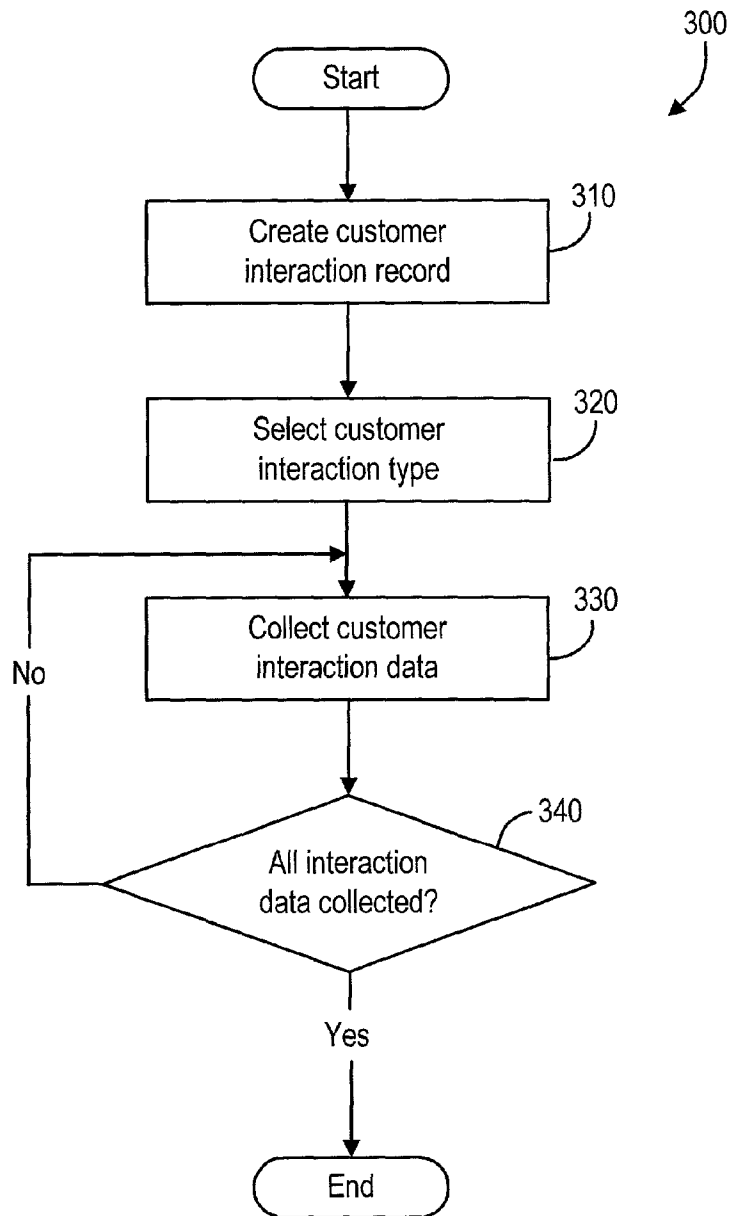 300
Start
310
Create customer
interaction record
320
Select customer
interaction type
330
Collect customer
interaction data
No
340
All interaction
data collected?
Yes
End